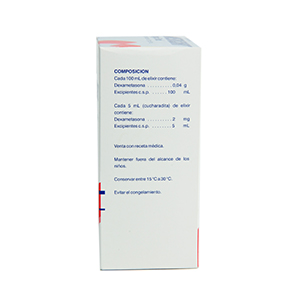 COMPOSICION
Cada 100 mL de elixir contiene:
Dexametasona . . . . . . . . 0,04 g
Excipientes c.s.p. . . . . . 100 mL
Cada 5 mL (cucharadita) de elixir
contiene:
Dexametasona . . . . . . . . 2 mg
Excipientes c.s.p. . . . . . 5 mL
Venta con receta médica.
Mantener fuera del alcance de los
niños.
Conservar entre 15 °C a 30 °C.
Evitar el congelamiento.